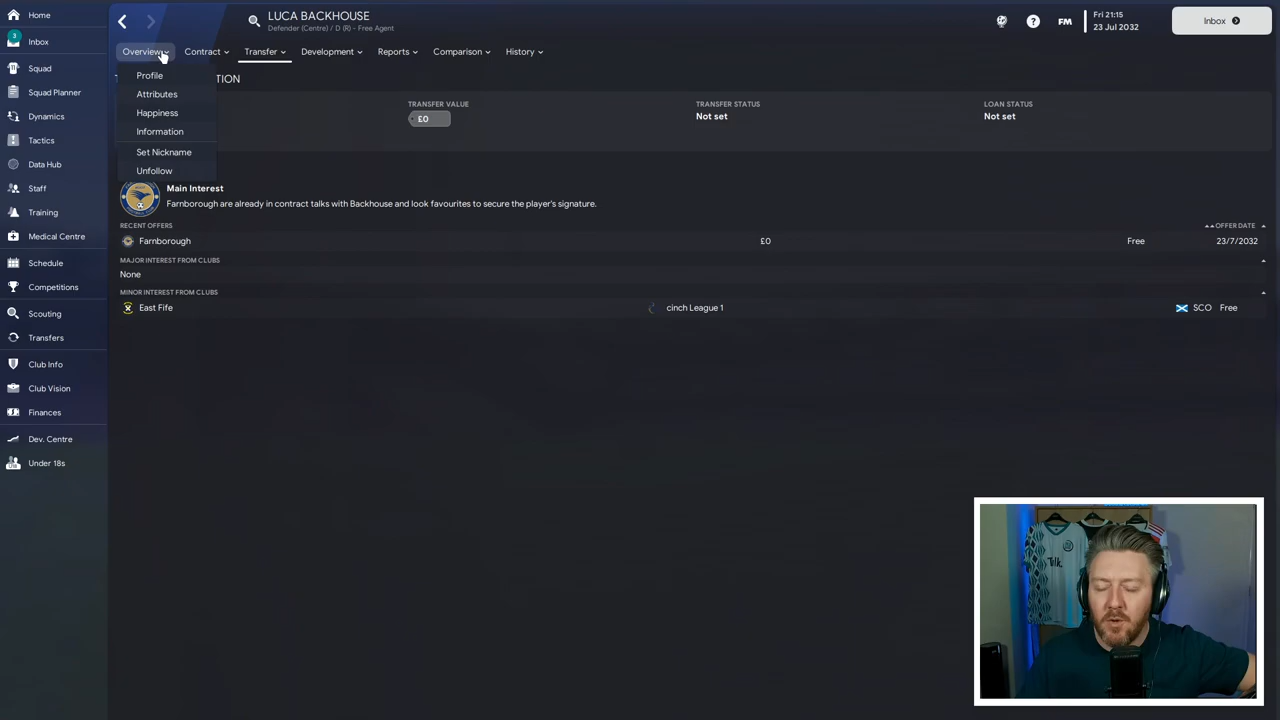 Home
3
Inbox
Squad
Squad Planner
Dynamics
Tactics
Data Hub
Staff
Training
Medical Centre
Schedule
Competitions
Scouting
Transfers
Club Info
Club Vision
Finances
Dev. Centre
U18
Under 18s
LUCA BACKHOUSE
Defender (Centre) / D (R) - Free Agent
?
FM
Fri 21:15
23 Jul 2032
Inbox
Overview
Contract
Transfer
Development
Reports
Comparison
History
Profile
Attributes
Happiness
Information
Set Nickname
Unfollow
TION
TRANSFER VALUE
£0
TRANSFER STATUS
Not set
LOAN STATUS
Not set
Main Interest
Farnborough are already in contract talks with Backhouse and look favourites to secure the player's signature.
RECENT OFFERS
OFFER DATE
Farnborough £0 Free 23/7/2032
MAJOR INTEREST FROM CLUBS
None
MINOR INTEREST FROM CLUBS
East Fife cinch League 1 SCO Free
Tilk.